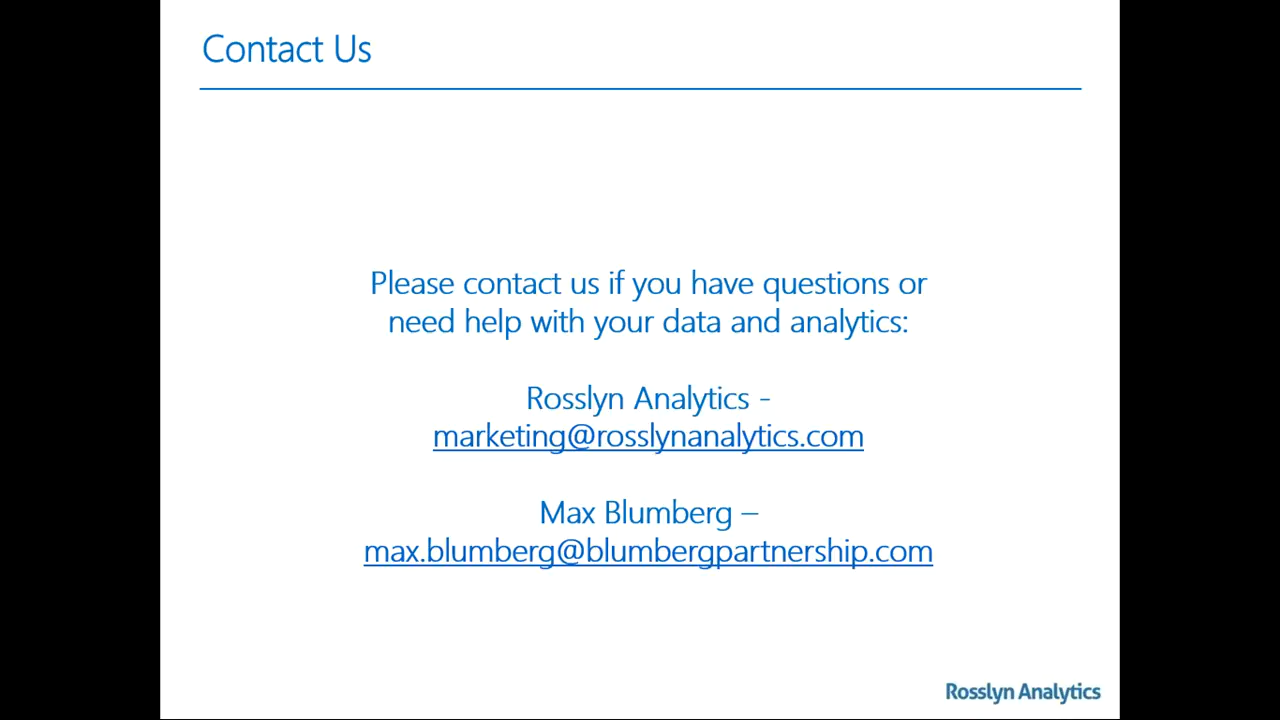 Contact Us
Please contact us if you have questions or
need help with your data and analytics:
Rosslyn Analytics -
marketing@rosslynanalytics.com
Max Blumberg –
max.blumberg@blumbergpartnership.com
Rosslyn Analytics